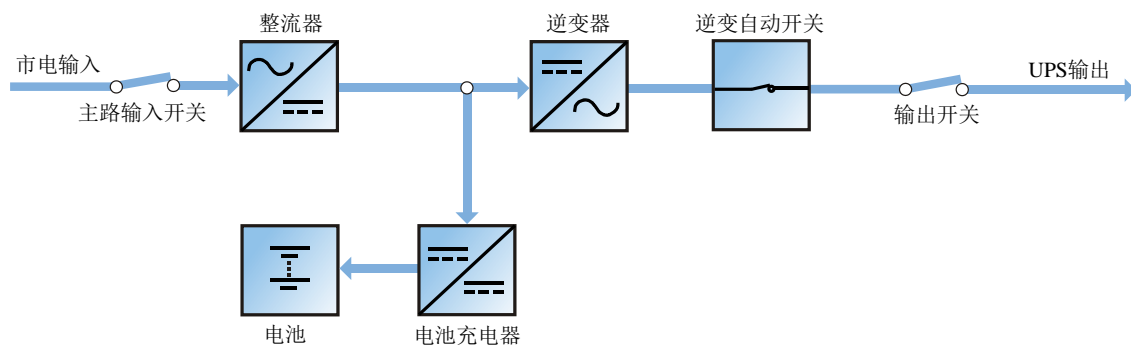 整流器
逆变器
逆变自动开关
市电输入
UPS输出
主路输入开关
输出开关
电池
电池充电器